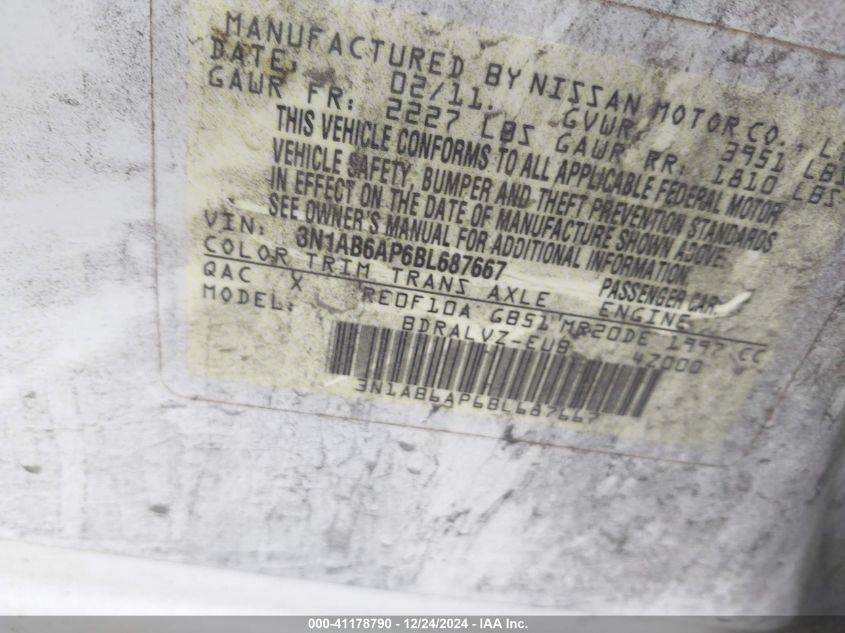 MANUFACTURED BY NISSAN MOTOR CO., LT
DATE: 02/11. GVWR 3951 LBS
GAWR FR: 2227 LBS GAWR RR: 1810 LBS
THIS VEHICLE CONFORMS TO ALL APPLICABLE FEDERAL MOTOR
VEHICLE SAFETY, BUMPER AND THEFT PREVENTION STANDARDS
IN EFFECT ON THE DATE OF MANUFACTURE SHOWN ABOVE.
SEE OWNER'S MANUAL FOR ADDITIONAL INFORMATION.
VIN: 3N1AB6AP6BL687667 PASSENGER CAR
COLOR TRIM TRANS AXLE ENGINE
QAC X RE0F10A GB51 MR20DE 1997 CC
MODEL: BDRALVZ-EUB 4Z000
3N1AB6AP6BL687667
000-41178790 - 12/24/2024 - IAA Inc.